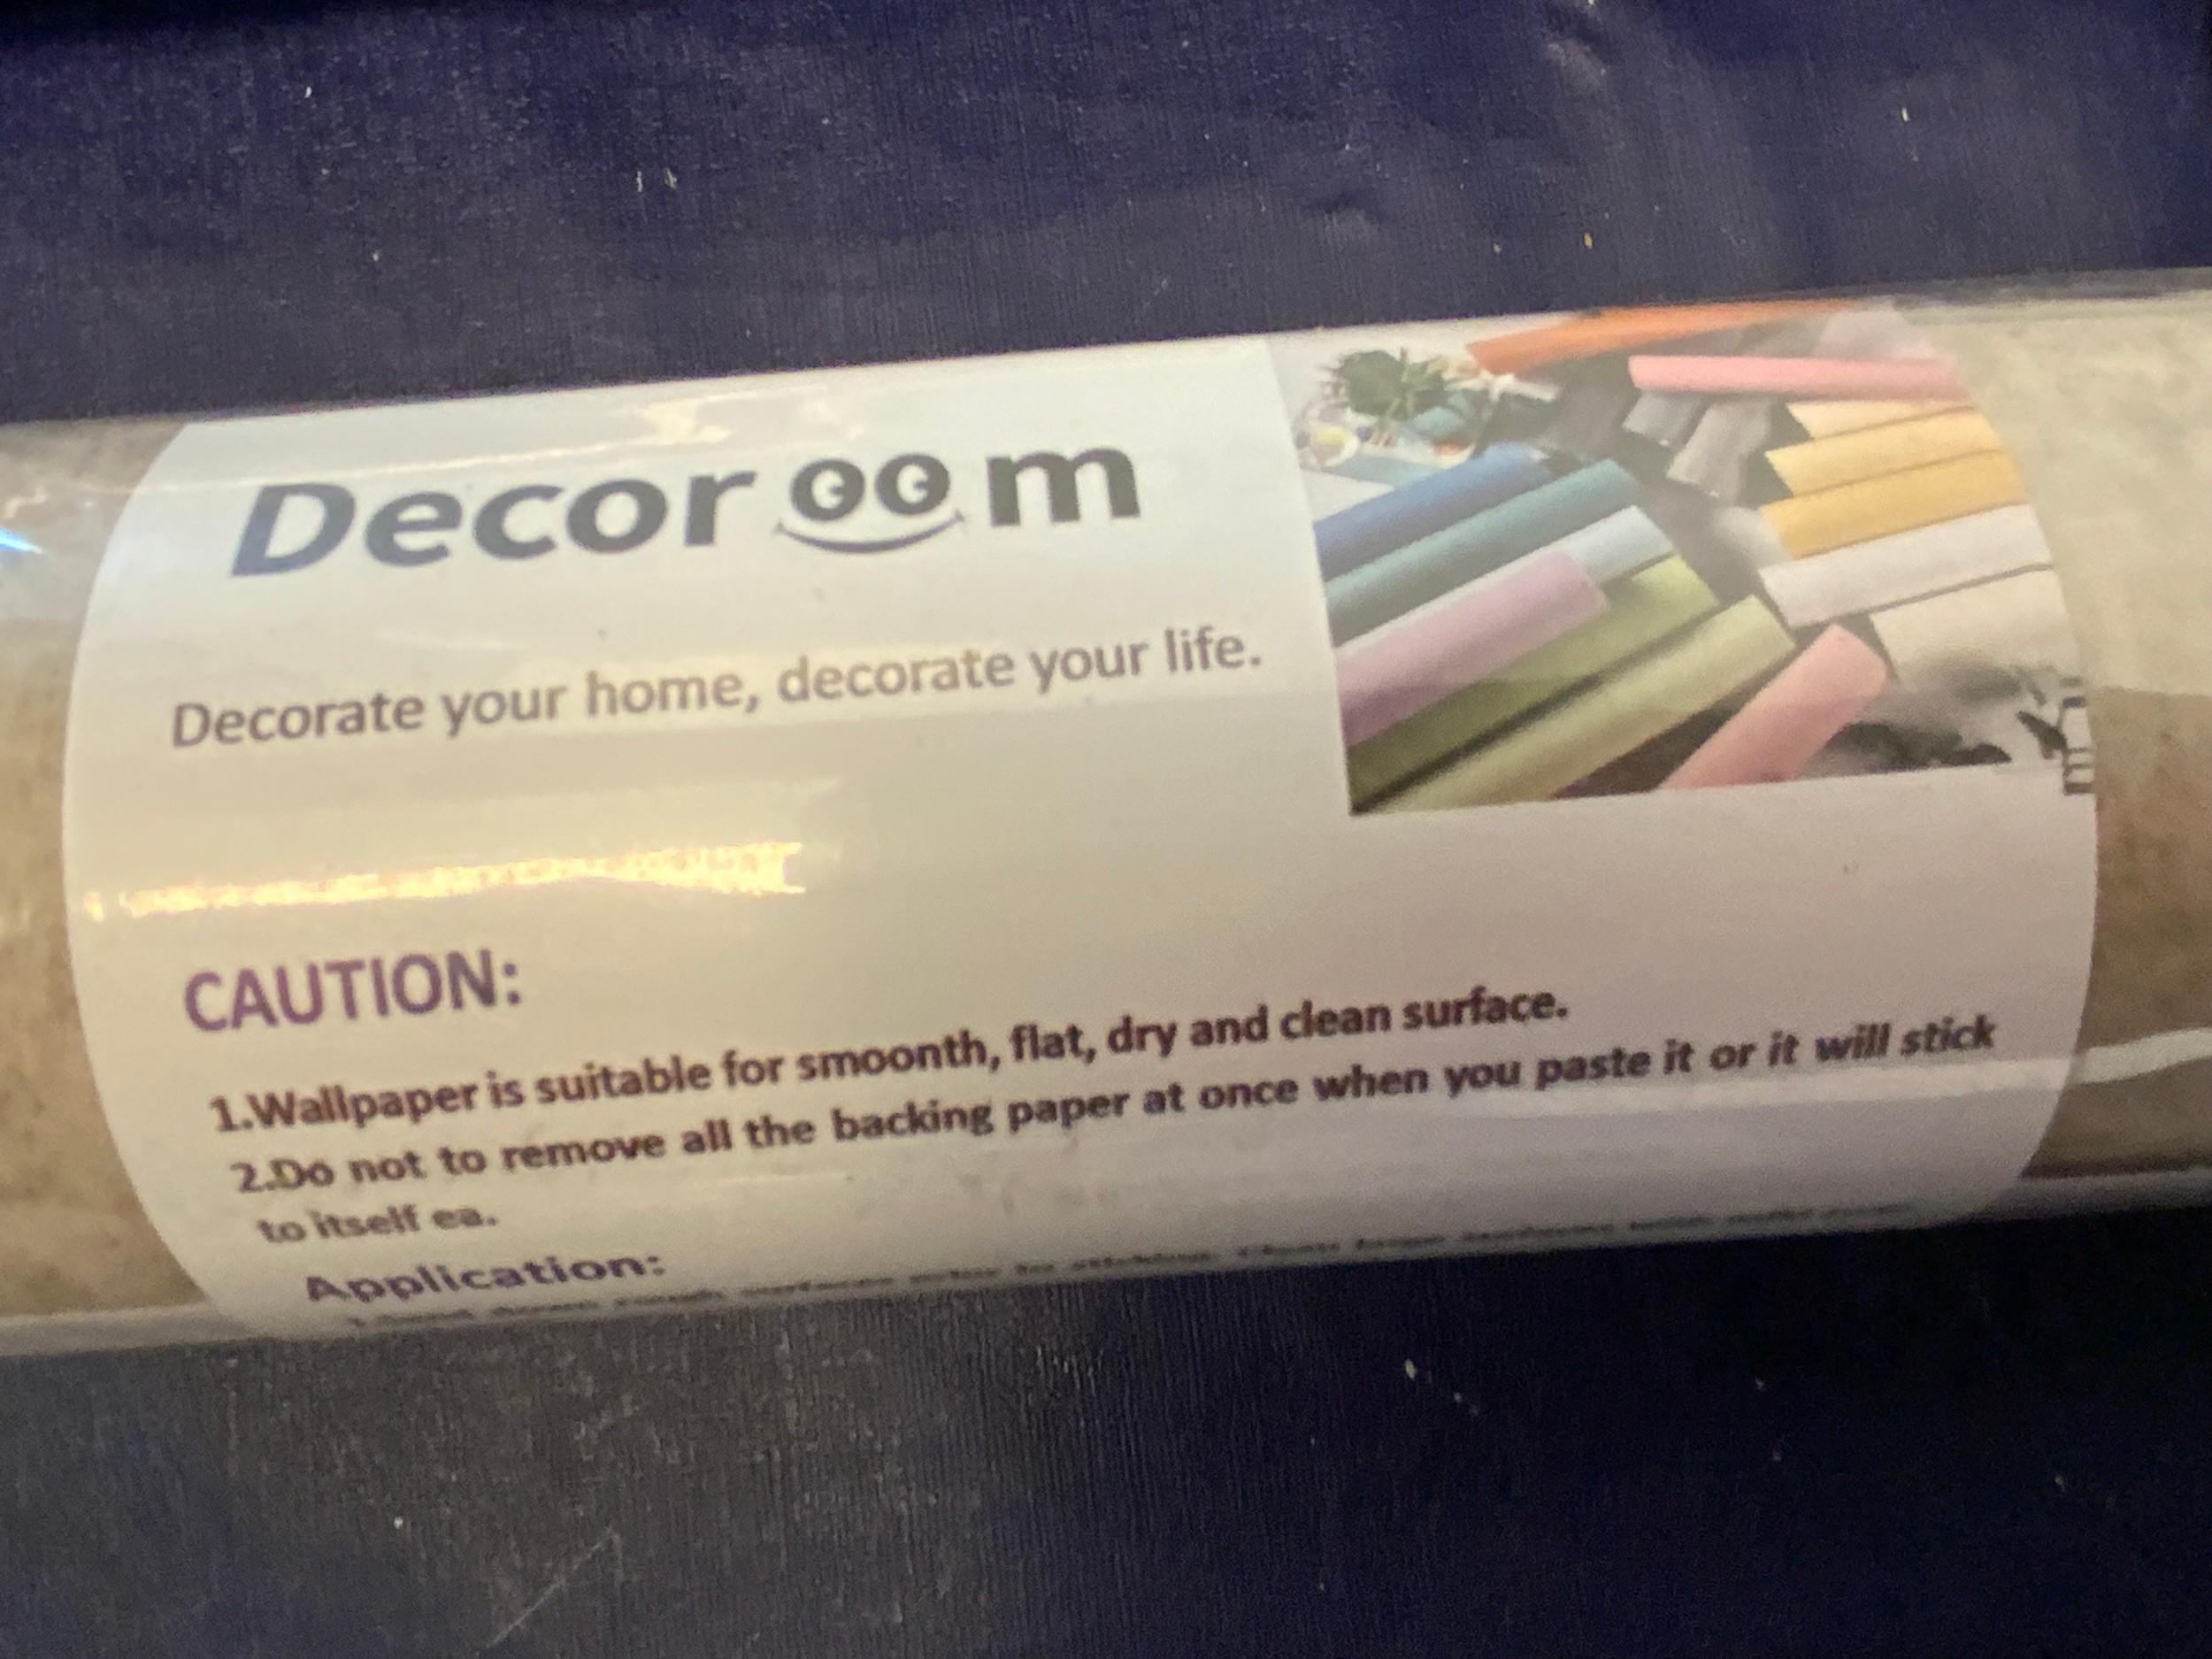 Decoroom
Decorate your home, decorate your life.
CAUTION:
1.Wallpaper is suitable for smoonth, flat, dry and clean surface.
2.Do not to remove all the backing paper at once when you paste it or it will stick
to itself ea.
Application: